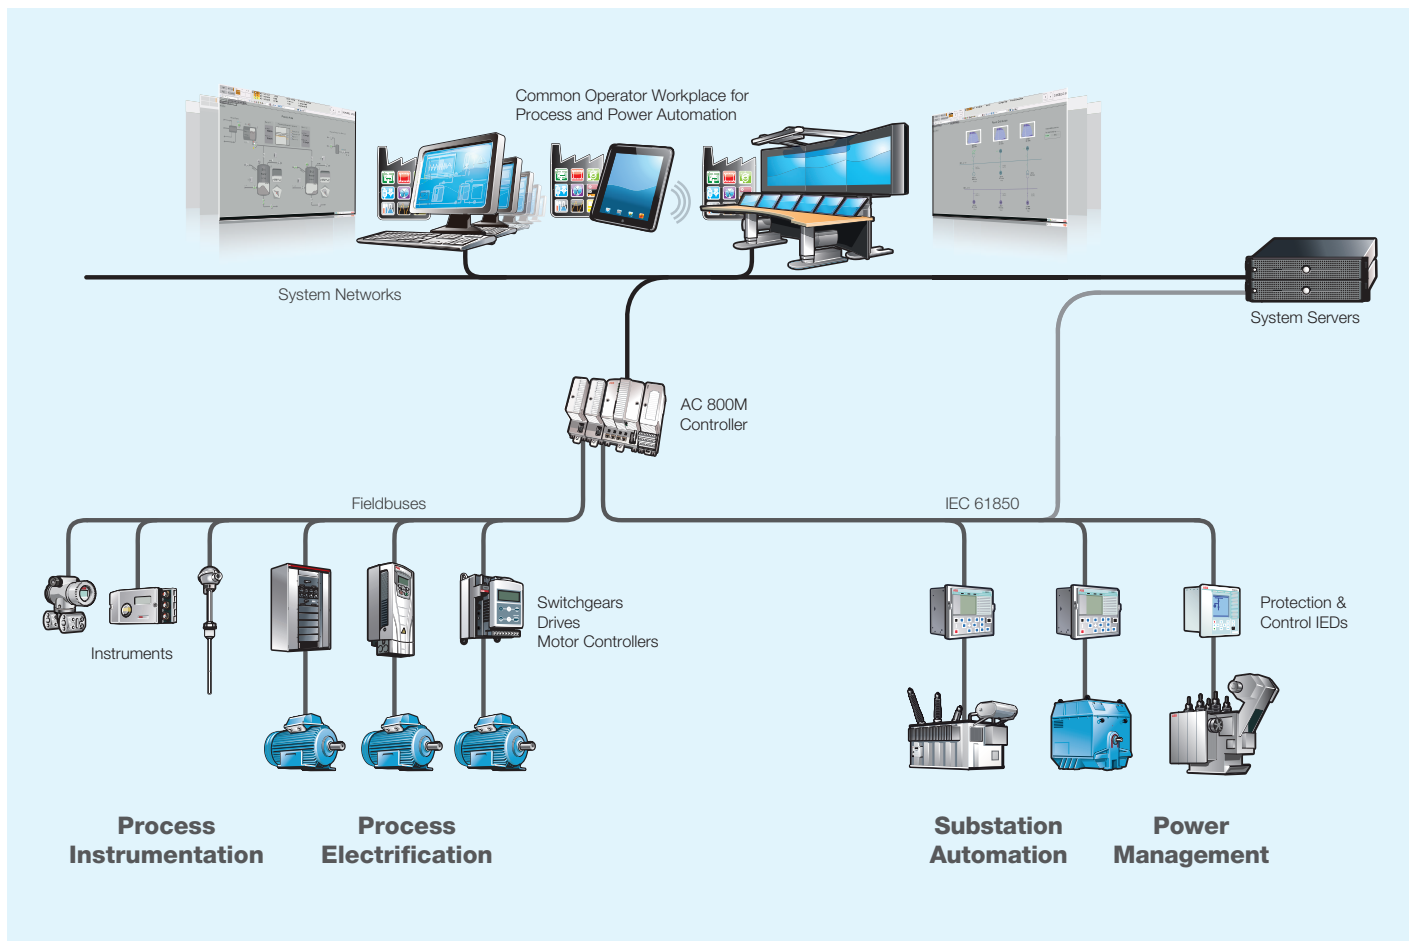 Common Operator Workplace for
Process and Power Automation
System Networks
System Servers
AC 800M
Controller
Fieldbuses
IEC 61850
Instruments
Switchgears
Drives
Motor Controllers
Protection &
Control IEDs
Process
Instrumentation
Process
Electrification
Substation
Automation
Power
Management